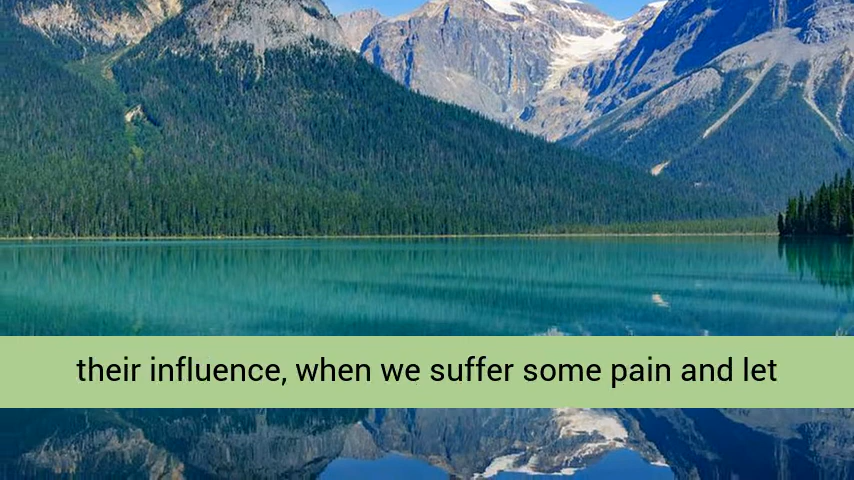 their influence, when we suffer some pain and let